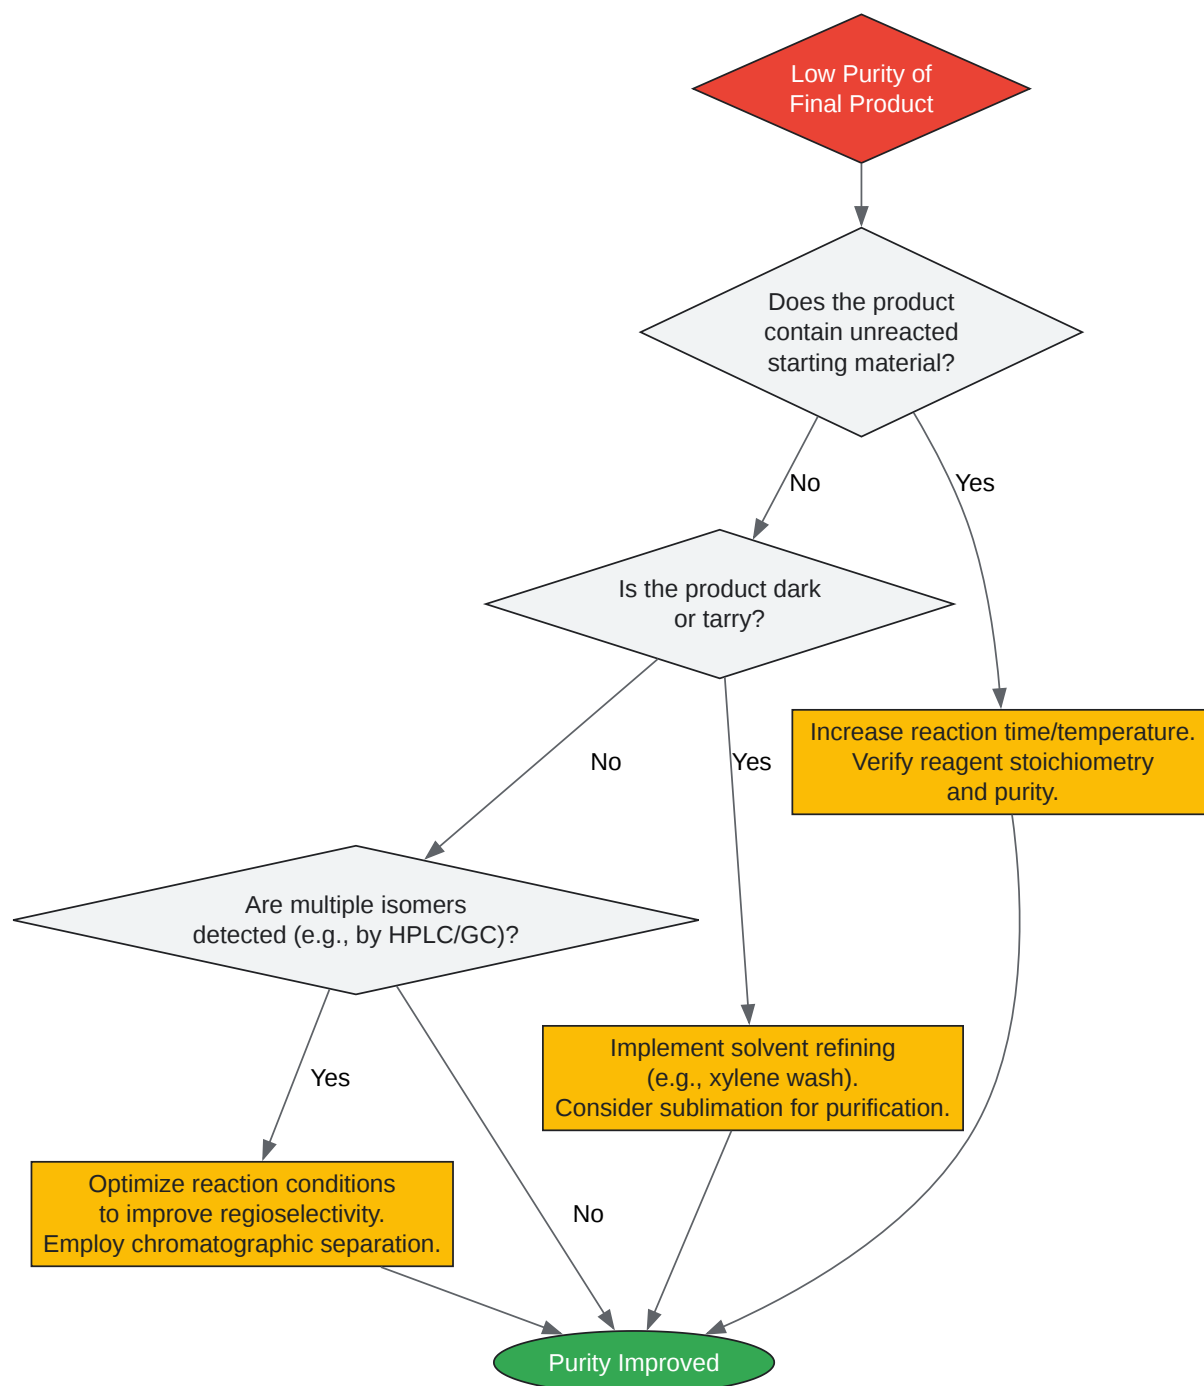 Low Purity of
Final Product
Does the product
contain unreacted
starting material?
No
Yes
Is the product dark
or tarry?
Increase reaction time/temperature.
Verify reagent stoichiometry
and purity.
No
Yes
Are multiple isomers
detected (e.g., by HPLC/GC)?
Implement solvent refining
(e.g., xylene wash).
Consider sublimation for purification.
Yes
No
Optimize reaction conditions
to improve regioselectivity.
Employ chromatographic separation.
Purity Improved